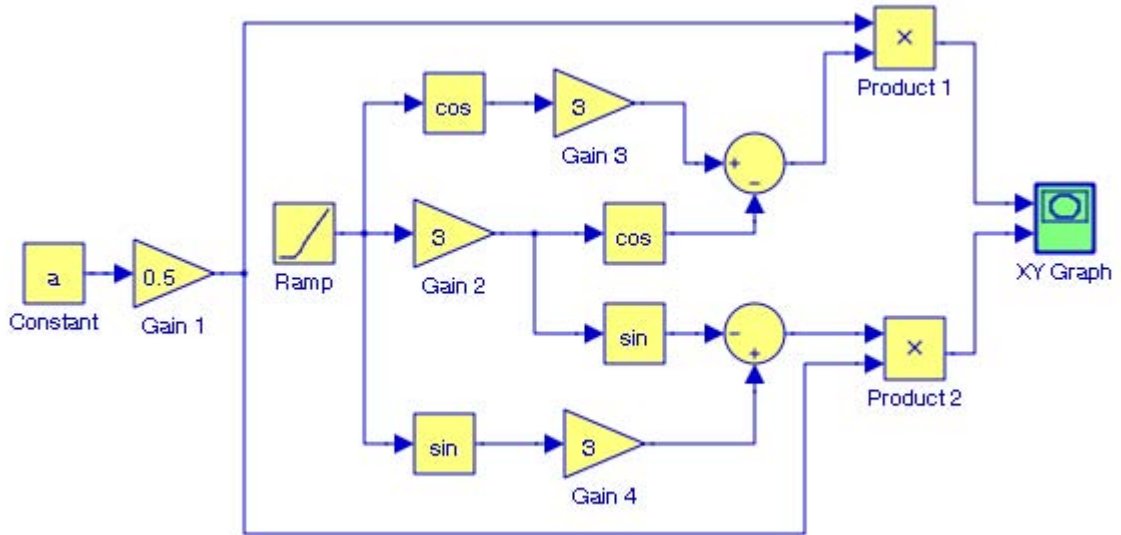 ×
Product 1
cos
3
Gain 3
+
-
Ramp
3
Gain 2
cos
a
Constant
0.5
Gain 1
XY Graph
sin
-
+
×
Product 2
sin
3
Gain 4